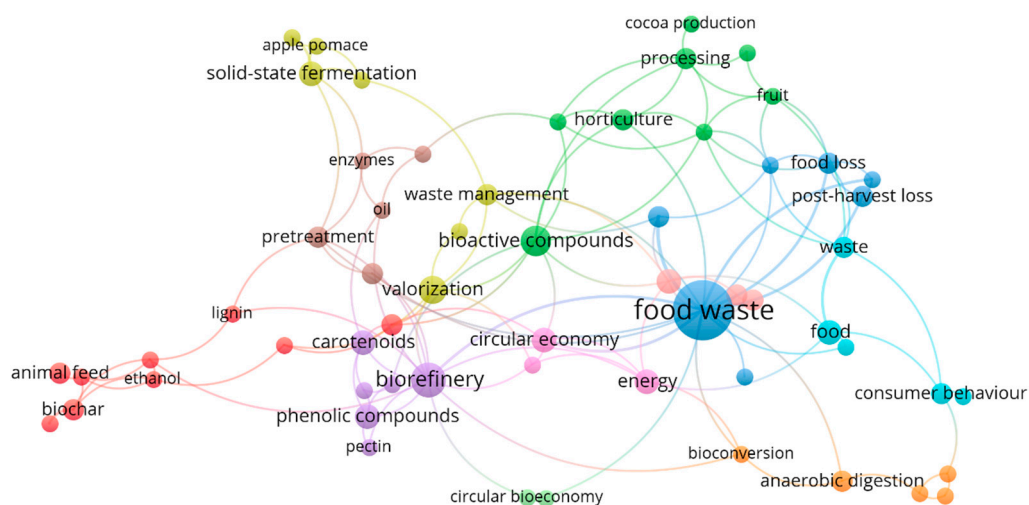 cocoa production
apple pomace
processing
solid-state fermentation
fruit
horticulture
enzymes
food loss
waste management
post-harvest loss
oil
pretreatment
bioactive compounds
waste
valorization
food waste
lignin
carotenoids
circular economy
food
animal feed
ethanol
biorefinery
energy
consumer behaviour
biochar
phenolic compounds
pectin
bioconversion
anaerobic digestion
circular bioeconomy